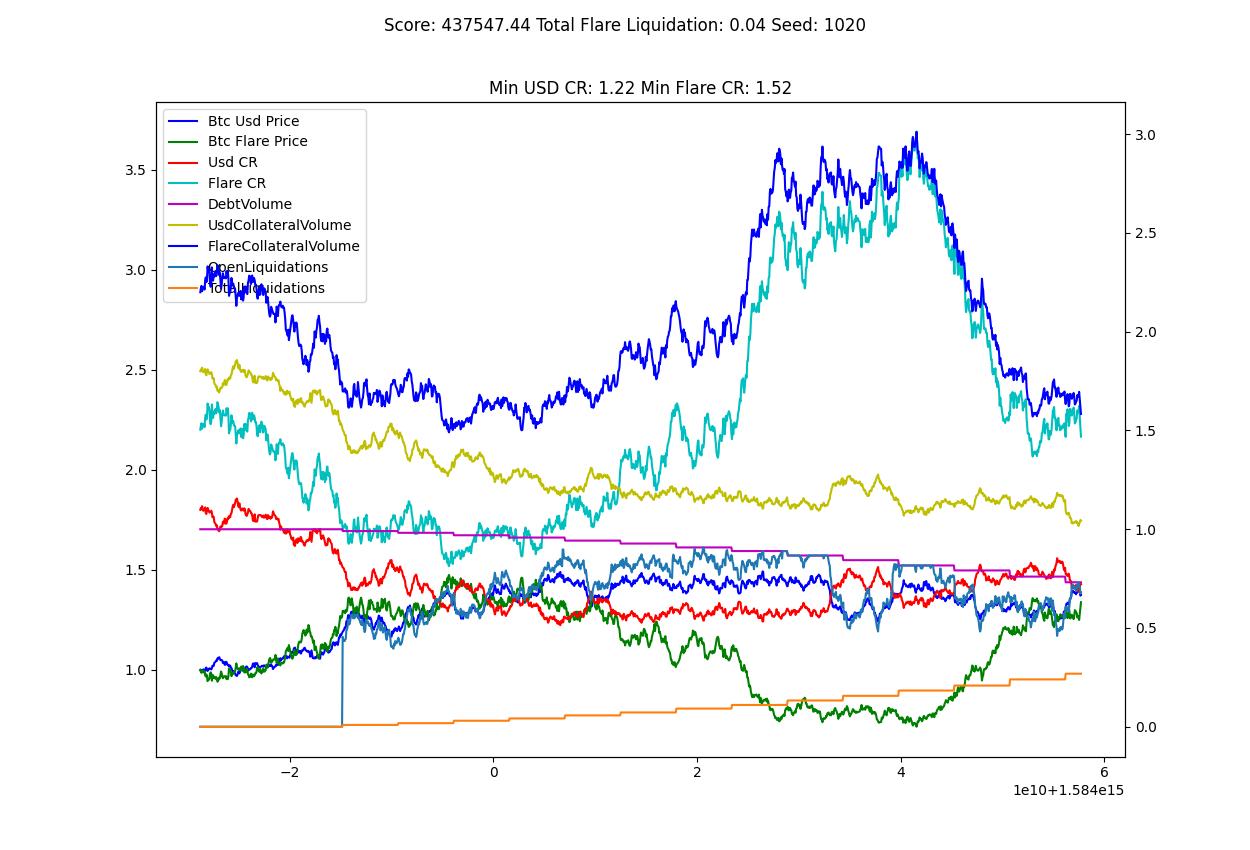 Score: 437547.44 Total Flare Liquidation: 0.04 Seed: 1020
Min USD CR: 1.22 Min Flare CR: 1.52
Btc Usd Price
Btc Flare Price
Usd CR
Flare CR
DebtVolume
UsdCollateralVolume
FlareCollateralVolume
OpenLiquidations
TotalLiquidations
3.5
3.0
2.5
2.0
1.5
1.0
3.0
2.5
2.0
1.5
1.0
0.5
0.0
−2
0
2
4
6
1e10+1.584e15